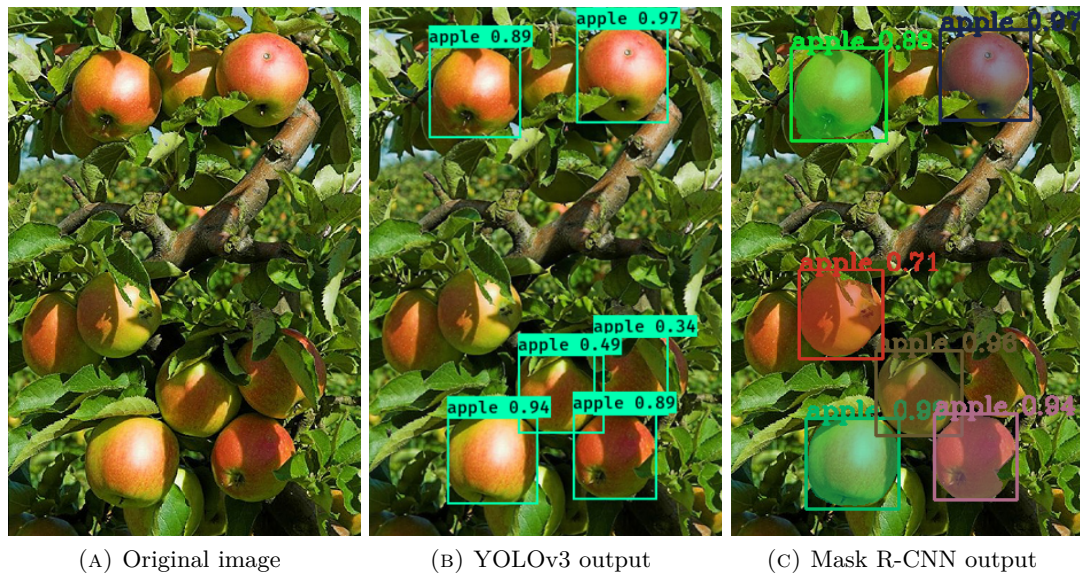 apple 0.89
apple 0.97
apple 0.34
apple 0.49
apple 0.94
apple 0.89
apple 0.88
apple 0.97
apple 0.71
apple
apple
apple 0.94
(A) Original image
(B) YOLOv3 output
(C) Mask R-CNN output